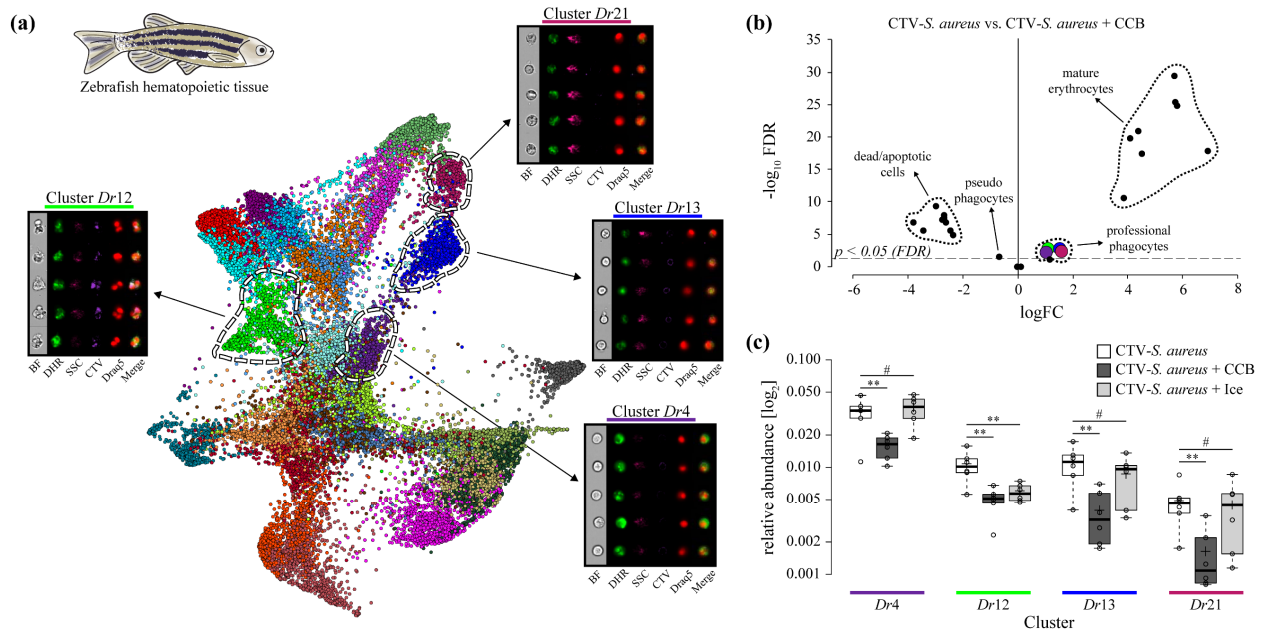 (a)
Zebrafish hematopoietic tissue
Cluster Dr21
BF DHR SSC CTV Draq5 Merge
Cluster Dr12
BF DHR SSC CTV Draq5 Merge
Cluster Dr13
BF DHR SSC CTV Draq5 Merge
Cluster Dr4
BF DHR SSC CTV Draq5 Merge
(b)
CTV-S. aureus vs. CTV-S. aureus + CCB
-log10 FDR
35
30
25
20
15
10
5
0
mature
erythrocytes
dead/apoptotic
cells
pseudo
phagocytes
professional
phagocytes
p < 0.05 (FDR)
-6 -4 -2 0 2 4 6 8
logFC
(c)
CTV-S. aureus
CTV-S. aureus + CCB
CTV-S. aureus + Ice
relative abundance [log2]
0.100
0.050
0.020
0.010
0.005
0.002
0.001
#
**
**
**
#
**
#
**
Dr4 Dr12 Dr13 Dr21
Cluster